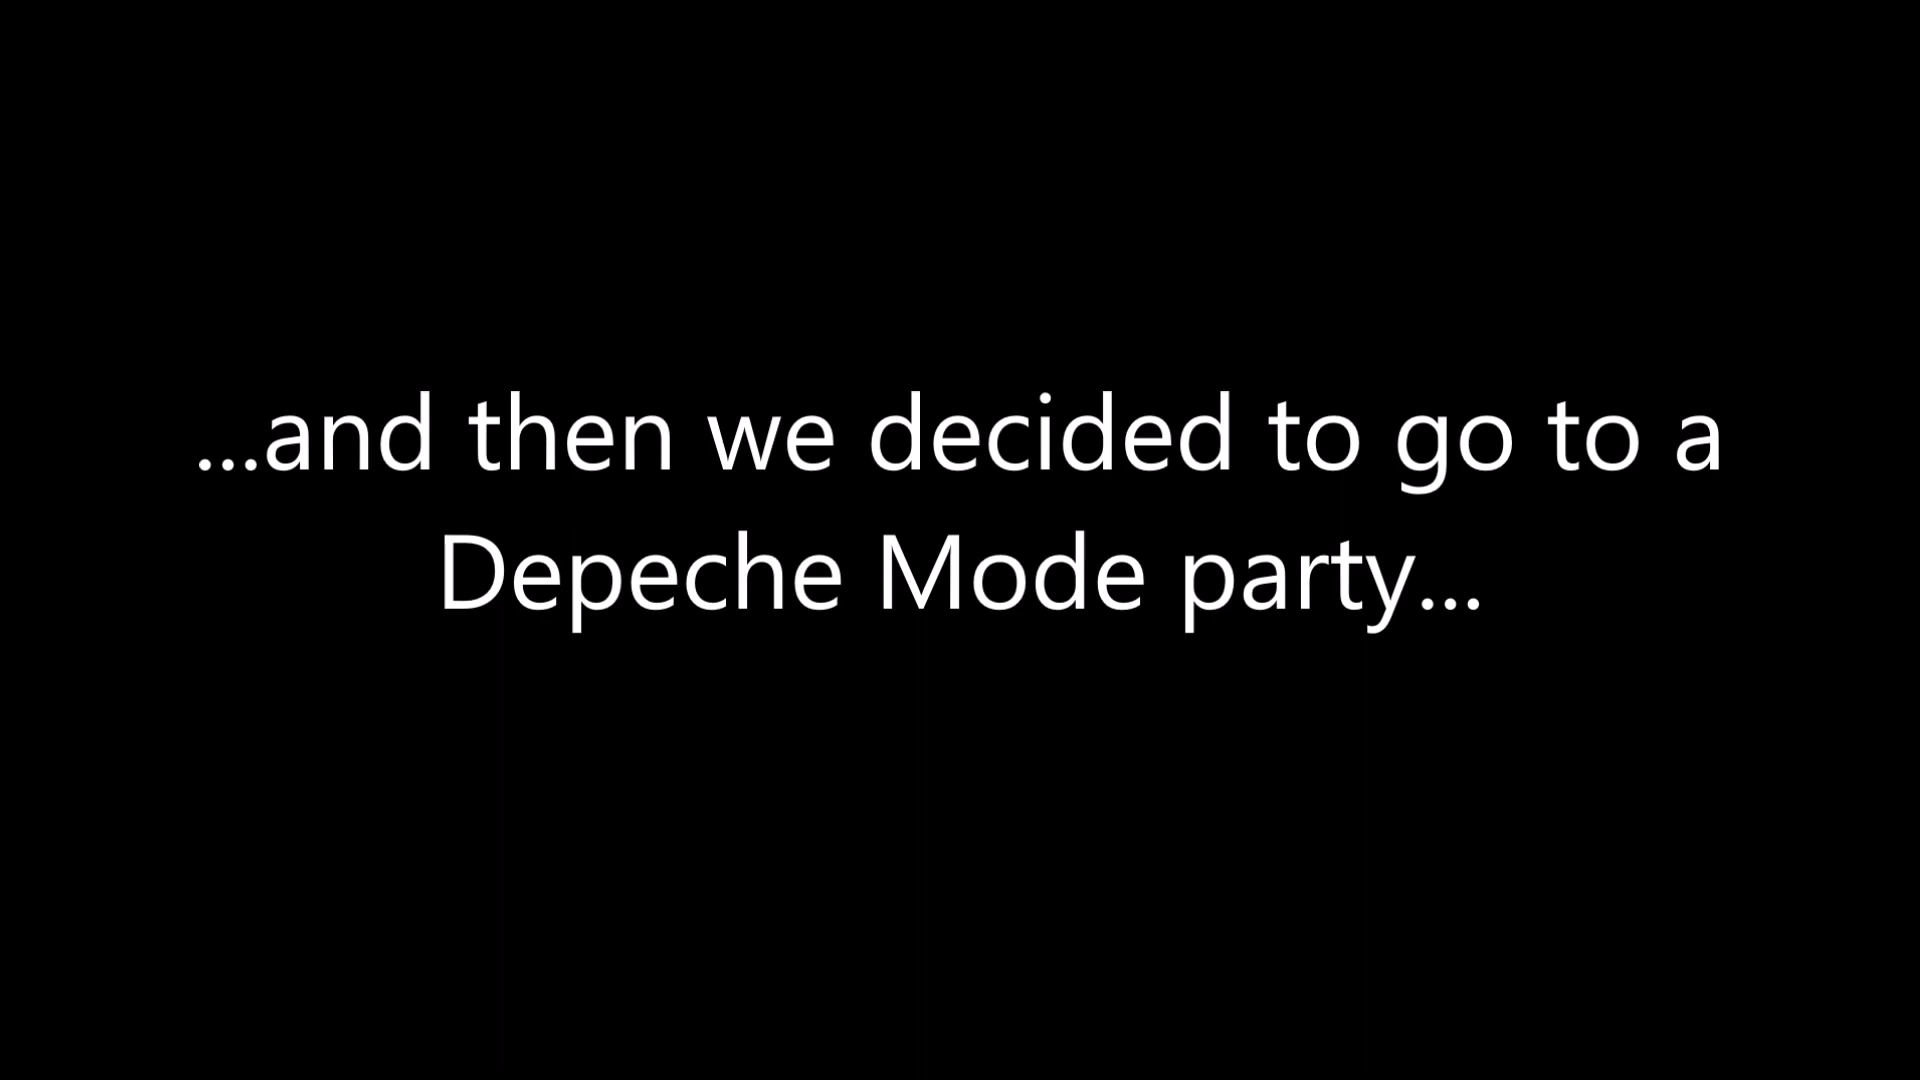 ...and then we decided to go to a
Depeche Mode party...